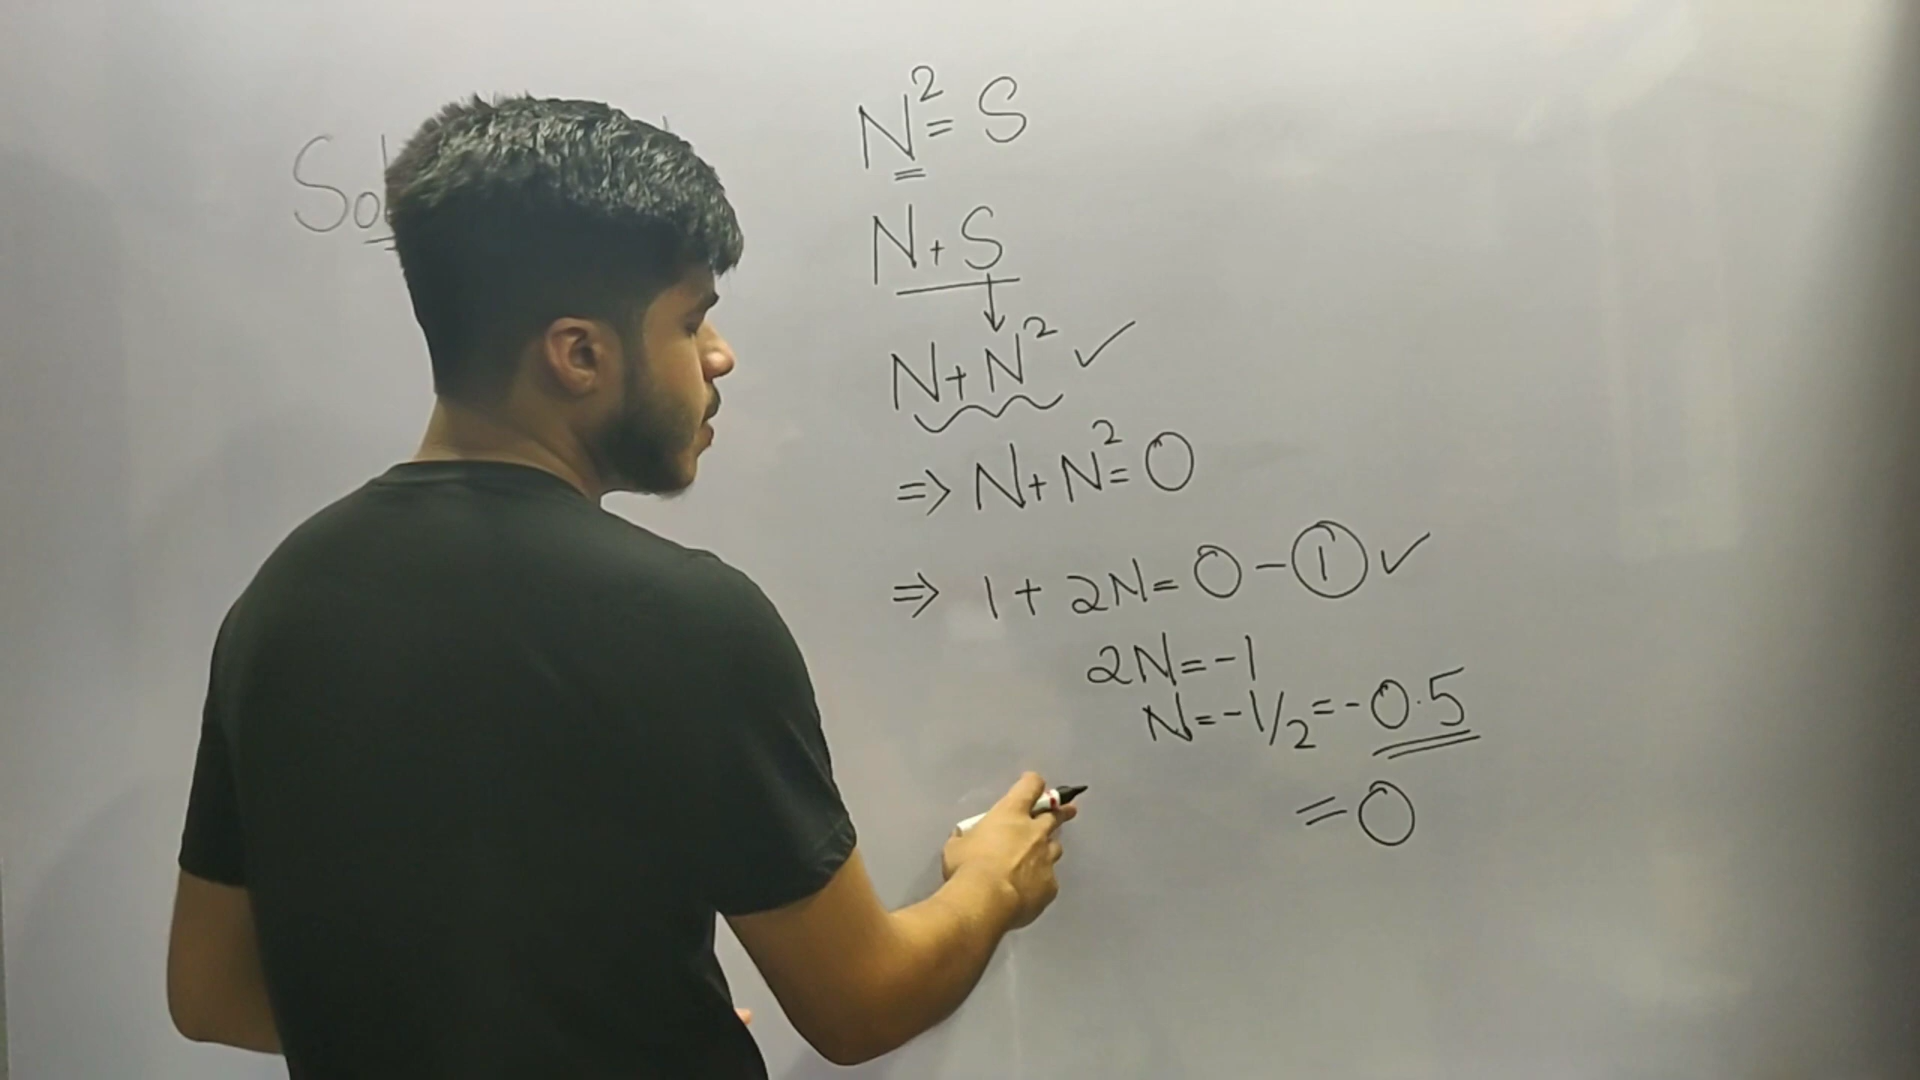 N² = S
N + S
N + N² ✓
⇒ N + N² = 0
⇒ 1 + 2N = 0 - ① ✓
2N = -1
N = -1/2 = -0.5
= 0